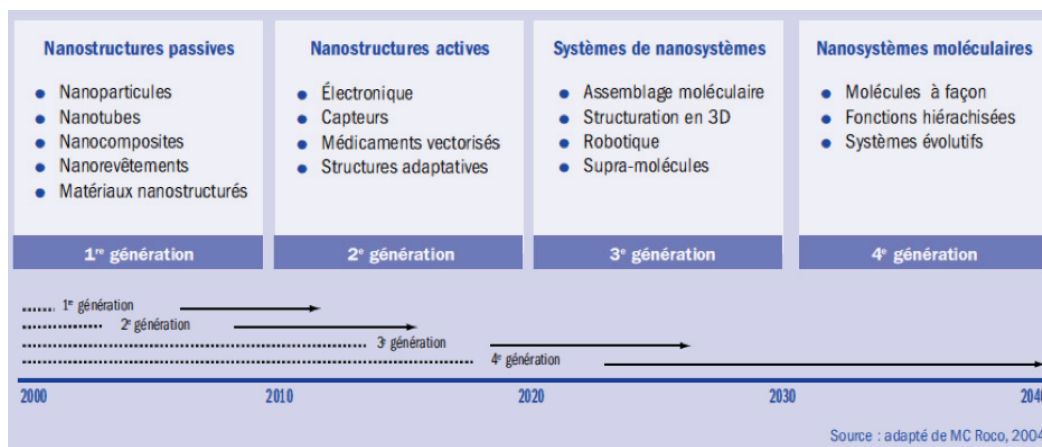 Nanostructures passives
Nanoparticules
Nanotubes
Nanocomposites
Nanorevêtements
Matériaux nanostructurés
1re génération
Nanostructures actives
Électronique
Capteurs
Médicaments vectorisés
Structures adaptatives
2e génération
Systèmes de nanosystèmes
Assemblage moléculaire
Structuration en 3D
Robotique
Supra-molécules
3e génération
Nanosystèmes moléculaires
Molécules à façon
Fonctions hiérachisées
Systèmes évolutifs
4e génération
1re génération
2e génération
3e génération
4e génération
2000 2010 2020 2030 2040
Source : adapté de MC Roco, 2004